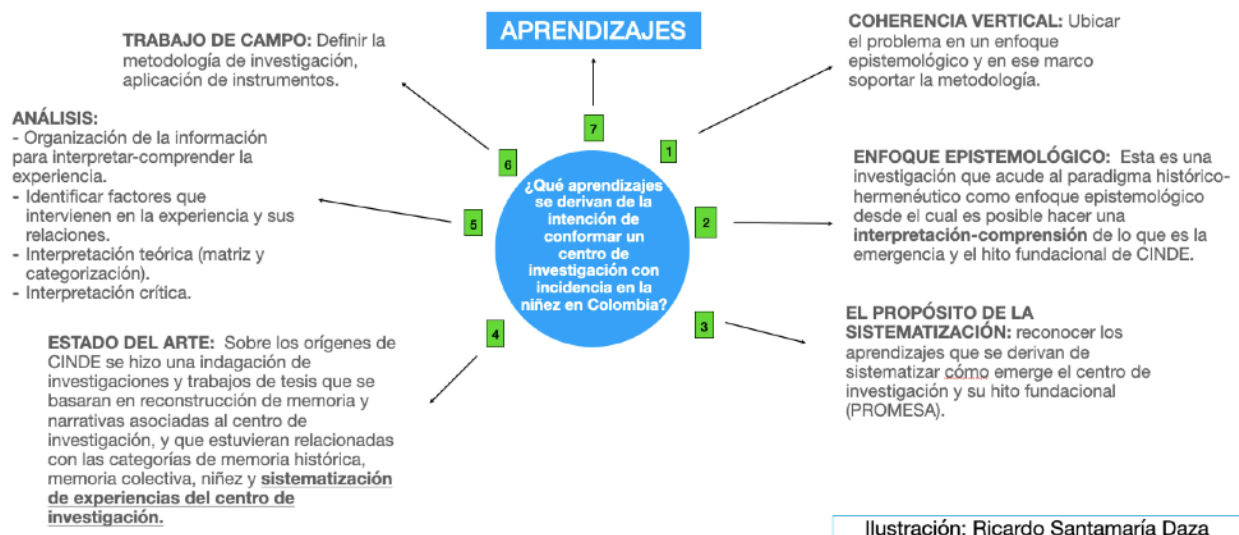 APRENDIZAJES
COHERENCIA VERTICAL: Ubicar
el problema en un enfoque
epistemológico y en ese marco
soportar la metodología.
TRABAJO DE CAMPO: Definir la
metodología de investigación,
aplicación de instrumentos.
ANÁLISIS:
- Organización de la información
para interpretar-comprender la
experiencia.
- Identificar factores que
intervienen en la experiencia y sus
relaciones.
- Interpretación teórica (matriz y
categorización).
- Interpretación crítica.
7
1
6
2
5
3
4
¿Qué aprendizajes
se derivan de la
intención de
conformar un
centro de
investigación con
incidencia en la
niñez en Colombia?
ENFOQUE EPISTEMOLÓGICO: Esta es una
investigación que acude al paradigma histórico-
hermenéutico como enfoque epistemológico
desde el cual es posible hacer una
interpretación-comprensión de lo que es la
emergencia y el hito fundacional de CINDE.
EL PROPÓSITO DE LA
SISTEMATIZACIÓN: reconocer los
aprendizajes que se derivan de
sistematizar cómo emerge el centro de
investigación y su hito fundacional
(PROMESA).
ESTADO DEL ARTE: Sobre los orígenes de
CINDE se hizo una indagación de
investigaciones y trabajos de tesis que se
basaran en reconstrucción de memoria y
narrativas asociadas al centro de
investigación, y que estuvieran relacionadas
con las categorías de memoria histórica,
memoria colectiva, niñez y sistematización
de experiencias del centro de
investigación.
Ilustración: Ricardo Santamaría Daza